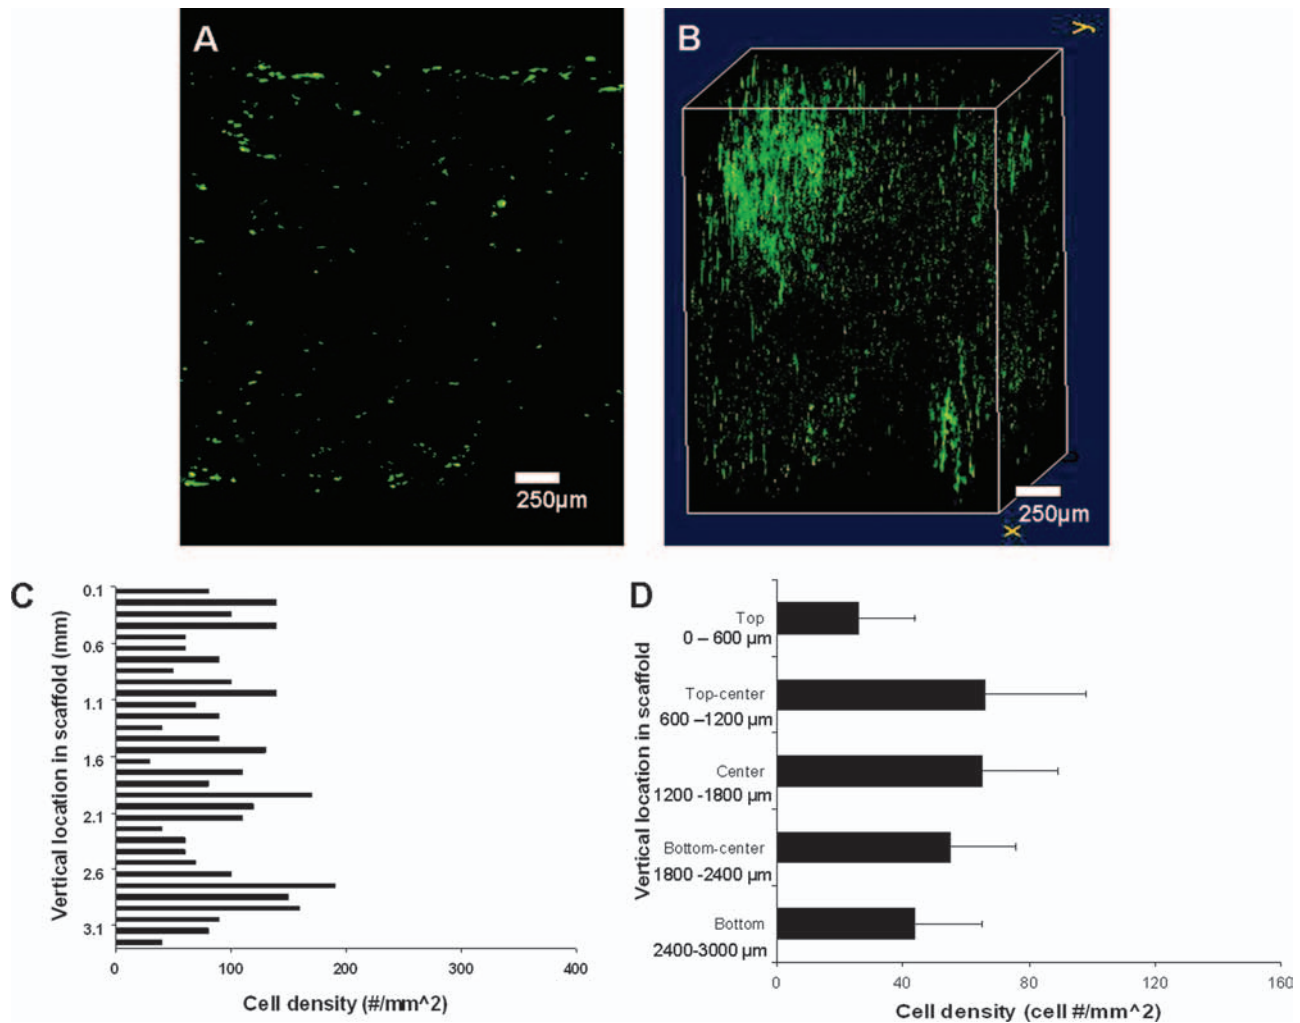 A
250µm
B
y
250µm
x
C
Vertical location in scaffold (mm)
0.1
0.6
1.1
1.6
2.1
2.6
3.1
0
100
200
300
400
Cell density (#/mm^2)
D
Vertical location in scaffold
Top
0 – 600 µm
Top-center
600 –1200 µm
Center
1200 -1800 µm
Bottom-center
1800 -2400 µm
Bottom
2400-3000 µm
0
40
80
120
160
Cell density (cell #/mm^2)